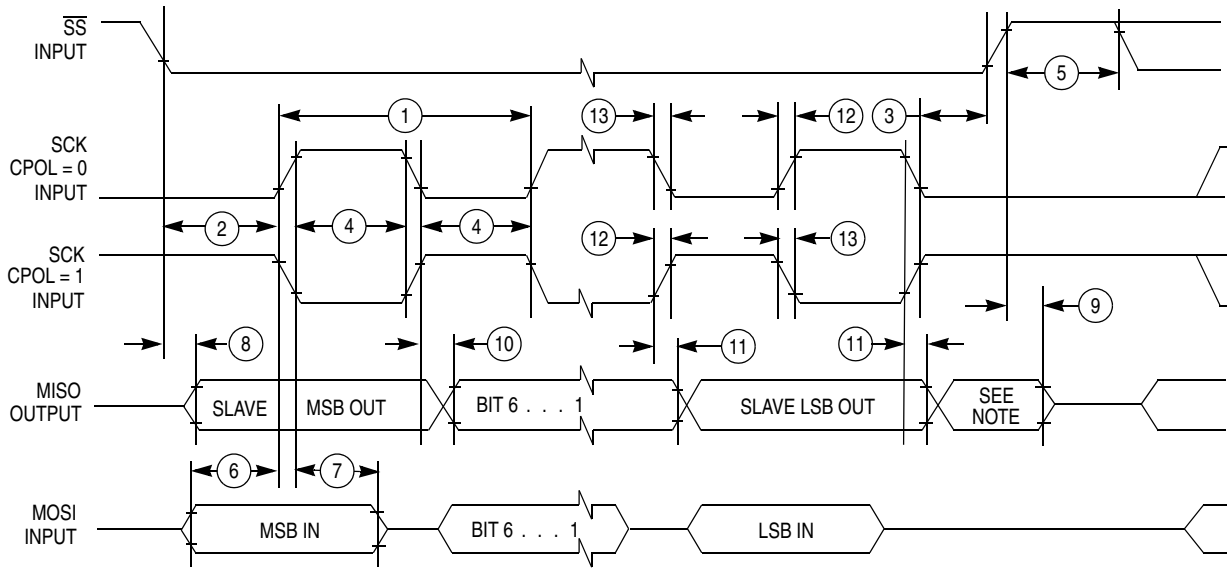 SS
INPUT
5
1
13
12
3
SCK
CPOL = 0
INPUT
2
4
4
SCK
CPOL = 1
INPUT
12
13
9
8
10
11
11
MISO
OUTPUT
SLAVE MSB OUT
BIT 6 . . . 1
SLAVE LSB OUT
SEE
NOTE
6
7
MOSI
INPUT
MSB IN
BIT 6 . . . 1
LSB IN